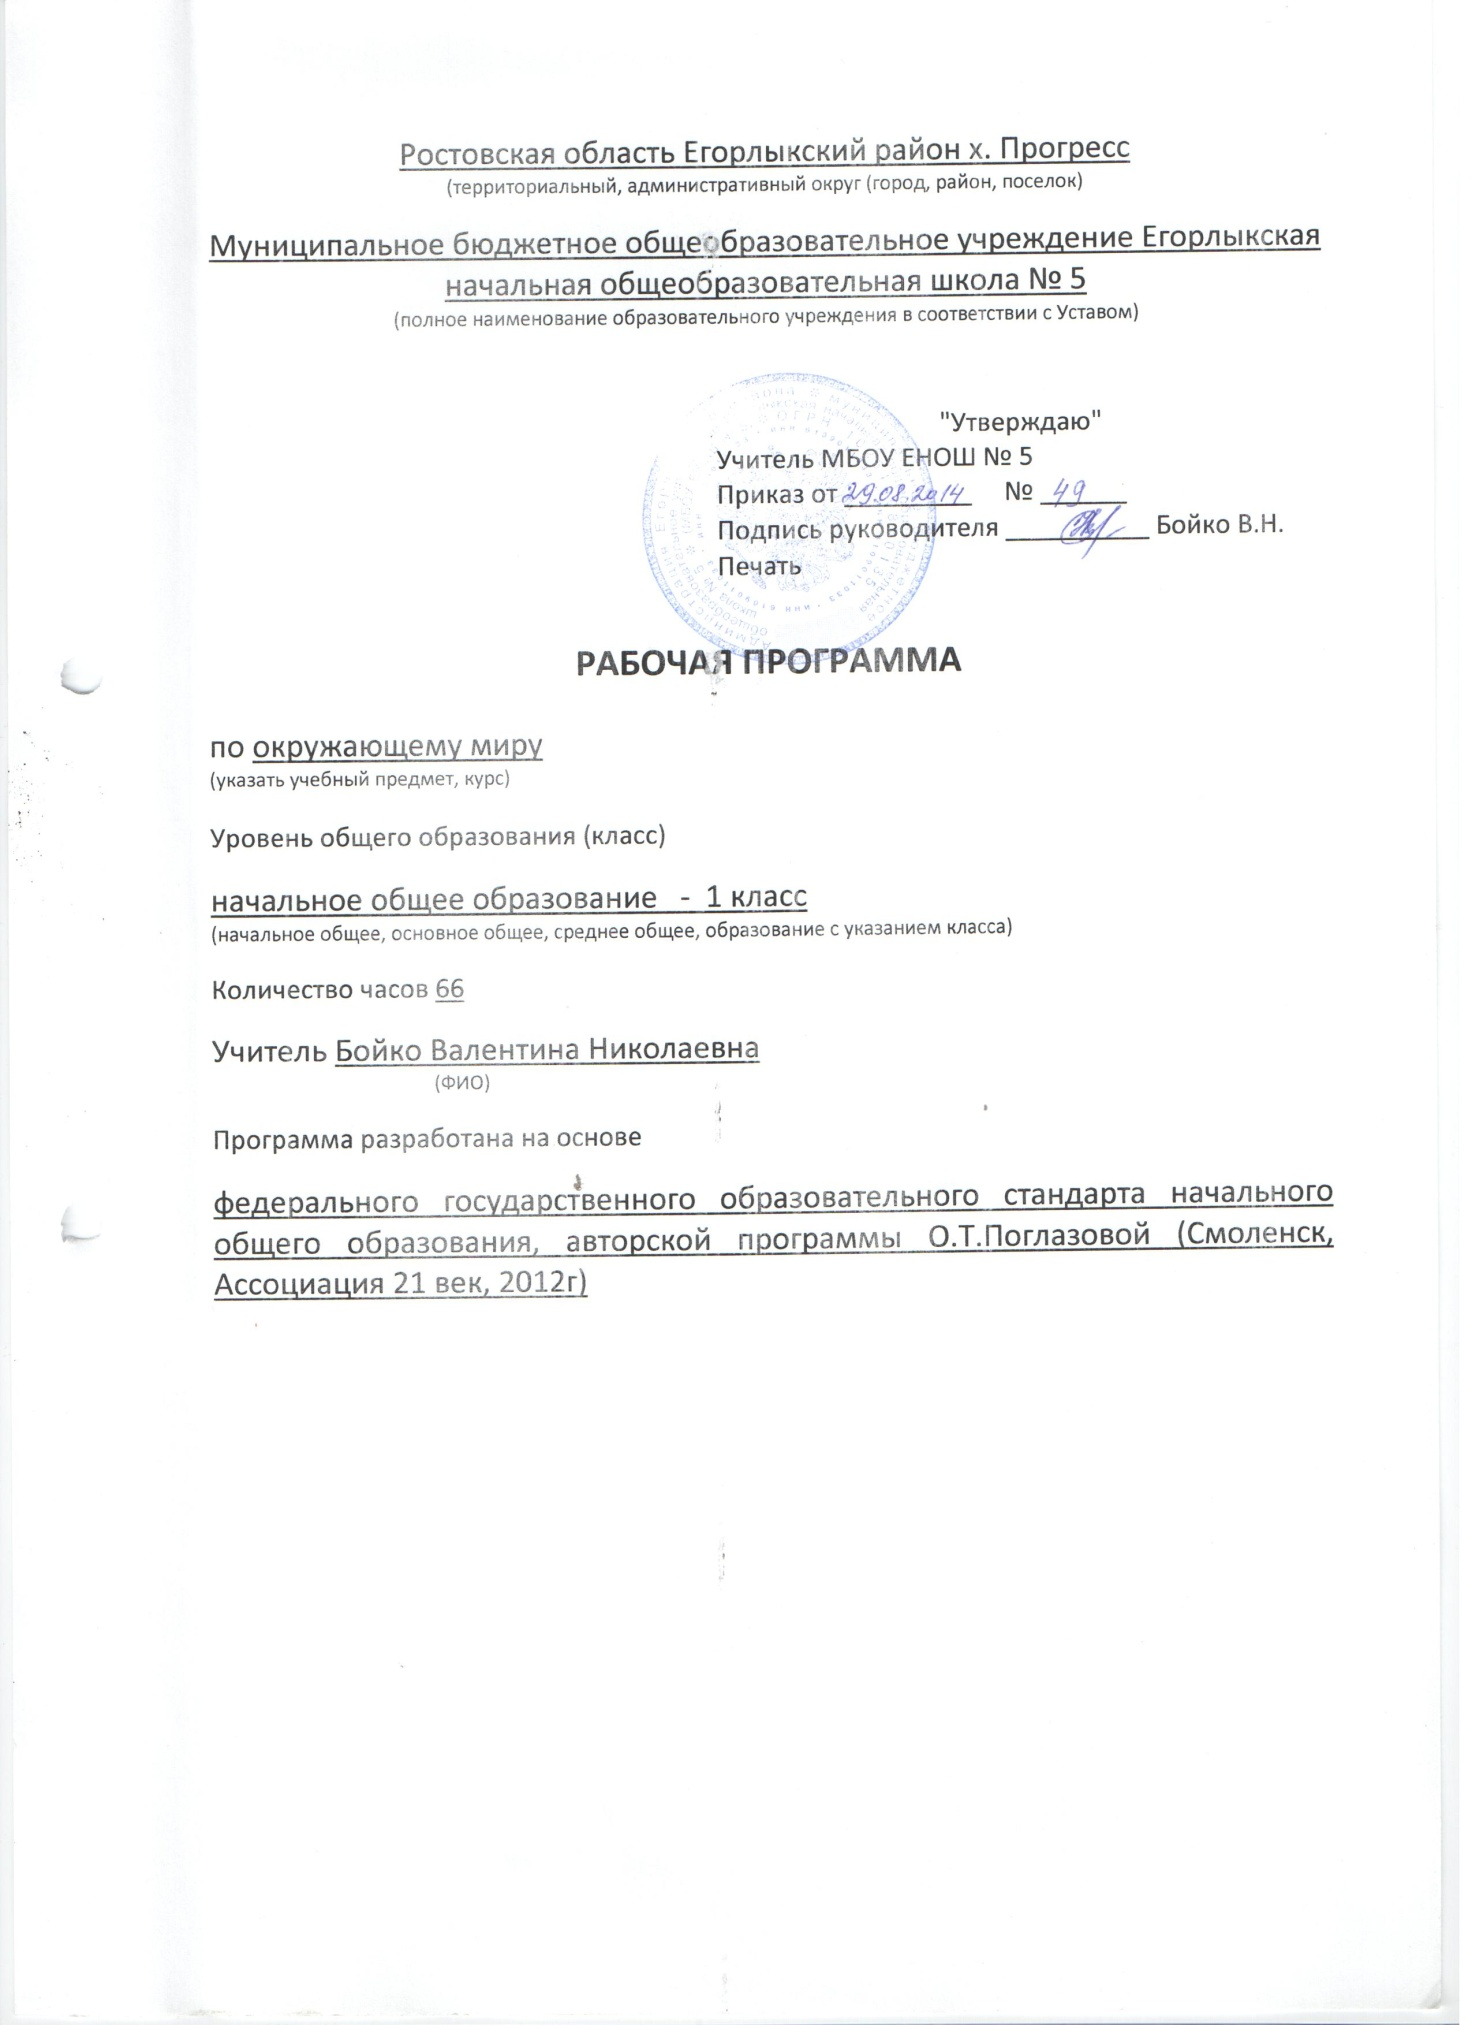 Ростовская область Егорлыкский район х. Прогресс
(территориальный, административный округ (город, район, поселок)
Муниципальное бюджетное общеобразовательное учреждение Егорлыкская
начальная общеобразовательная школа № 5
(полное наименование образовательного учреждения в соответствии с Уставом)
"Утверждаю"
Учитель МБОУ ЕНОШ № 5
Приказ от 29.08.2014 № 49
Подпись руководителя ___________ Бойко В.Н.
Печать
РАБОЧАЯ ПРОГРАММА
по окружающему миру
(указать учебный предмет, курс)
Уровень общего образования (класс)
начальное общее образование - 1 класс
(начальное общее, основное общее, среднее общее, образование с указанием класса)
Количество часов 66
Учитель Бойко Валентина Николаевна
(ФИО)
Программа разработана на основе
федерального государственного образовательного стандарта начального
общего образования, авторской программы О.Т.Поглазовой (Смоленск,
Ассоциация 21 век, 2012г)